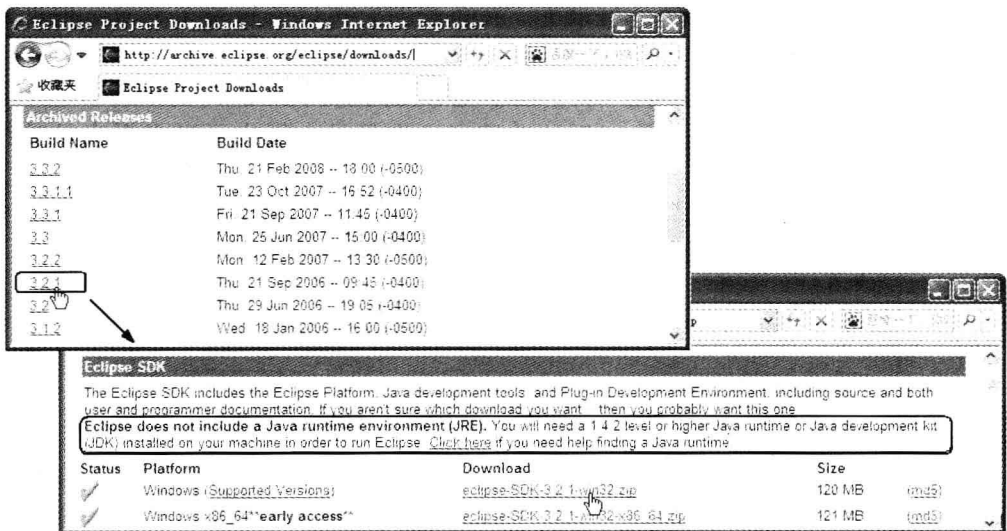 Eclipse Project Downloads - Windows Internet Explorer
http://archive.eclipse.org/eclipse/downloads/
收藏夹
Eclipse Project Downloads
Archived Releases
Build Name Build Date
3.3.2 Thu, 21 Feb 2008 -- 18:00 (-0500)
3.3.1.1 Tue, 23 Oct 2007 -- 16:52 (-0400)
3.3.1 Fri, 21 Sep 2007 -- 11:45 (-0400)
3.3 Mon, 25 Jun 2007 -- 15:00 (-0400)
3.2.2 Mon, 12 Feb 2007 -- 13:30 (-0500)
3.2.1 Thu, 21 Sep 2006 -- 09:45 (-0400)
3.2 Thu, 29 Jun 2006 -- 19:05 (-0400)
3.1.2 Wed, 18 Jan 2006 -- 16:00 (-0500)
Eclipse SDK
The Eclipse SDK includes the Eclipse Platform, Java development tools, and Plug-in Development Environment, including source and both
user and programmer documentation. If you aren't sure which download you want... then you probably want this one.
Eclipse does not include a Java runtime environment (JRE). You will need a 1.4.2 level or higher Java runtime or Java development kit
(JDK) installed on your machine in order to run Eclipse. Click here if you need help finding a Java runtime.
Status Platform Download Size
Windows (Supported Versions) eclipse-SDK-3.2.1-win32.zip 120 MB (md5)
Windows x86_64**early access** eclipse-SDK-3.2.1-win32-x86_64.zip 121 MB (md5)